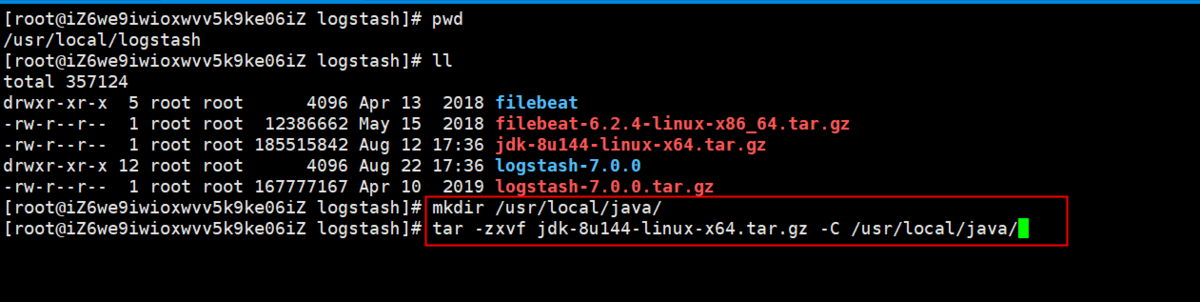 [root@iZ6we9iwioxwvv5k9ke06iZ logstash]# pwd
/usr/local/logstash
[root@iZ6we9iwioxwvv5k9ke06iZ logstash]# ll
total 357124
drwxr-xr-x  5 root root      4096 Apr 13  2018 filebeat
-rw-r--r--  1 root root  12386662 May 15  2018 filebeat-6.2.4-linux-x86_64.tar.gz
-rw-r--r--  1 root root 185515842 Aug 12 17:36 jdk-8u144-linux-x64.tar.gz
drwxr-xr-x 12 root root      4096 Aug 22 17:36 logstash-7.0.0
-rw-r--r--  1 root root 167777167 Apr 10  2019 logstash-7.0.0.tar.gz
[root@iZ6we9iwioxwvv5k9ke06iZ logstash]# mkdir /usr/local/java/
[root@iZ6we9iwioxwvv5k9ke06iZ logstash]# tar -zxvf jdk-8u144-linux-x64.tar.gz -C /usr/local/java/